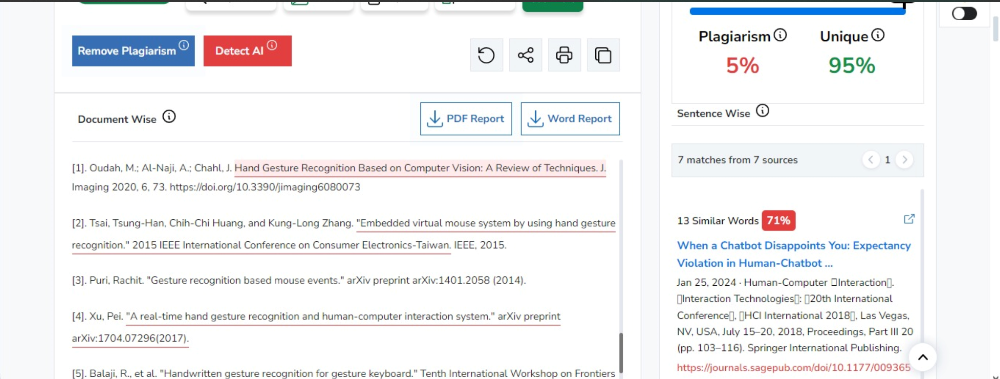 Remove Plagiarism
Detect AI
Document Wise
PDF Report
Word Report
[1]. Oudah, M.; Al-Naji, A.; Chahl, J. Hand Gesture Recognition Based on Computer Vision: A Review of Techniques. J.
Imaging 2020, 6, 73. https://doi.org/10.3390/jimaging6080073
[2]. Tsai, Tsung-Han, Chih-Chi Huang, and Kung-Long Zhang. "Embedded virtual mouse system by using hand gesture
recognition." 2015 IEEE International Conference on Consumer Electronics-Taiwan. IEEE, 2015.
[3]. Puri, Rachit. "Gesture recognition based mouse events." arXiv preprint arXiv:1401.2058 (2014).
[4]. Xu, Pei. "A real-time hand gesture recognition and human-computer interaction system." arXiv preprint
arXiv:1704.07296(2017).
[5]. Balaji, R., et al. "Handwritten gesture recognition for gesture keyboard." Tenth International Workshop on Frontiers
Plagiarism
Unique
5%
95%
Sentence Wise
7 matches from 7 sources
1
13 Similar Words 71%
When a Chatbot Disappoints You: Expectancy
Violation in Human-Chatbot ...
Jan 25, 2024 · Human-Computer ▯Interaction▯.
▯Interaction Technologies▯: ▯20th International
Conference▯, ▯HCI International 2018▯, Las Vegas,
NV, USA, July 15–20, 2018, Proceedings, Part III 20
(pp. 103–116). Springer International Publishing.
https://journals.sagepub.com/doi/10.1177/009365